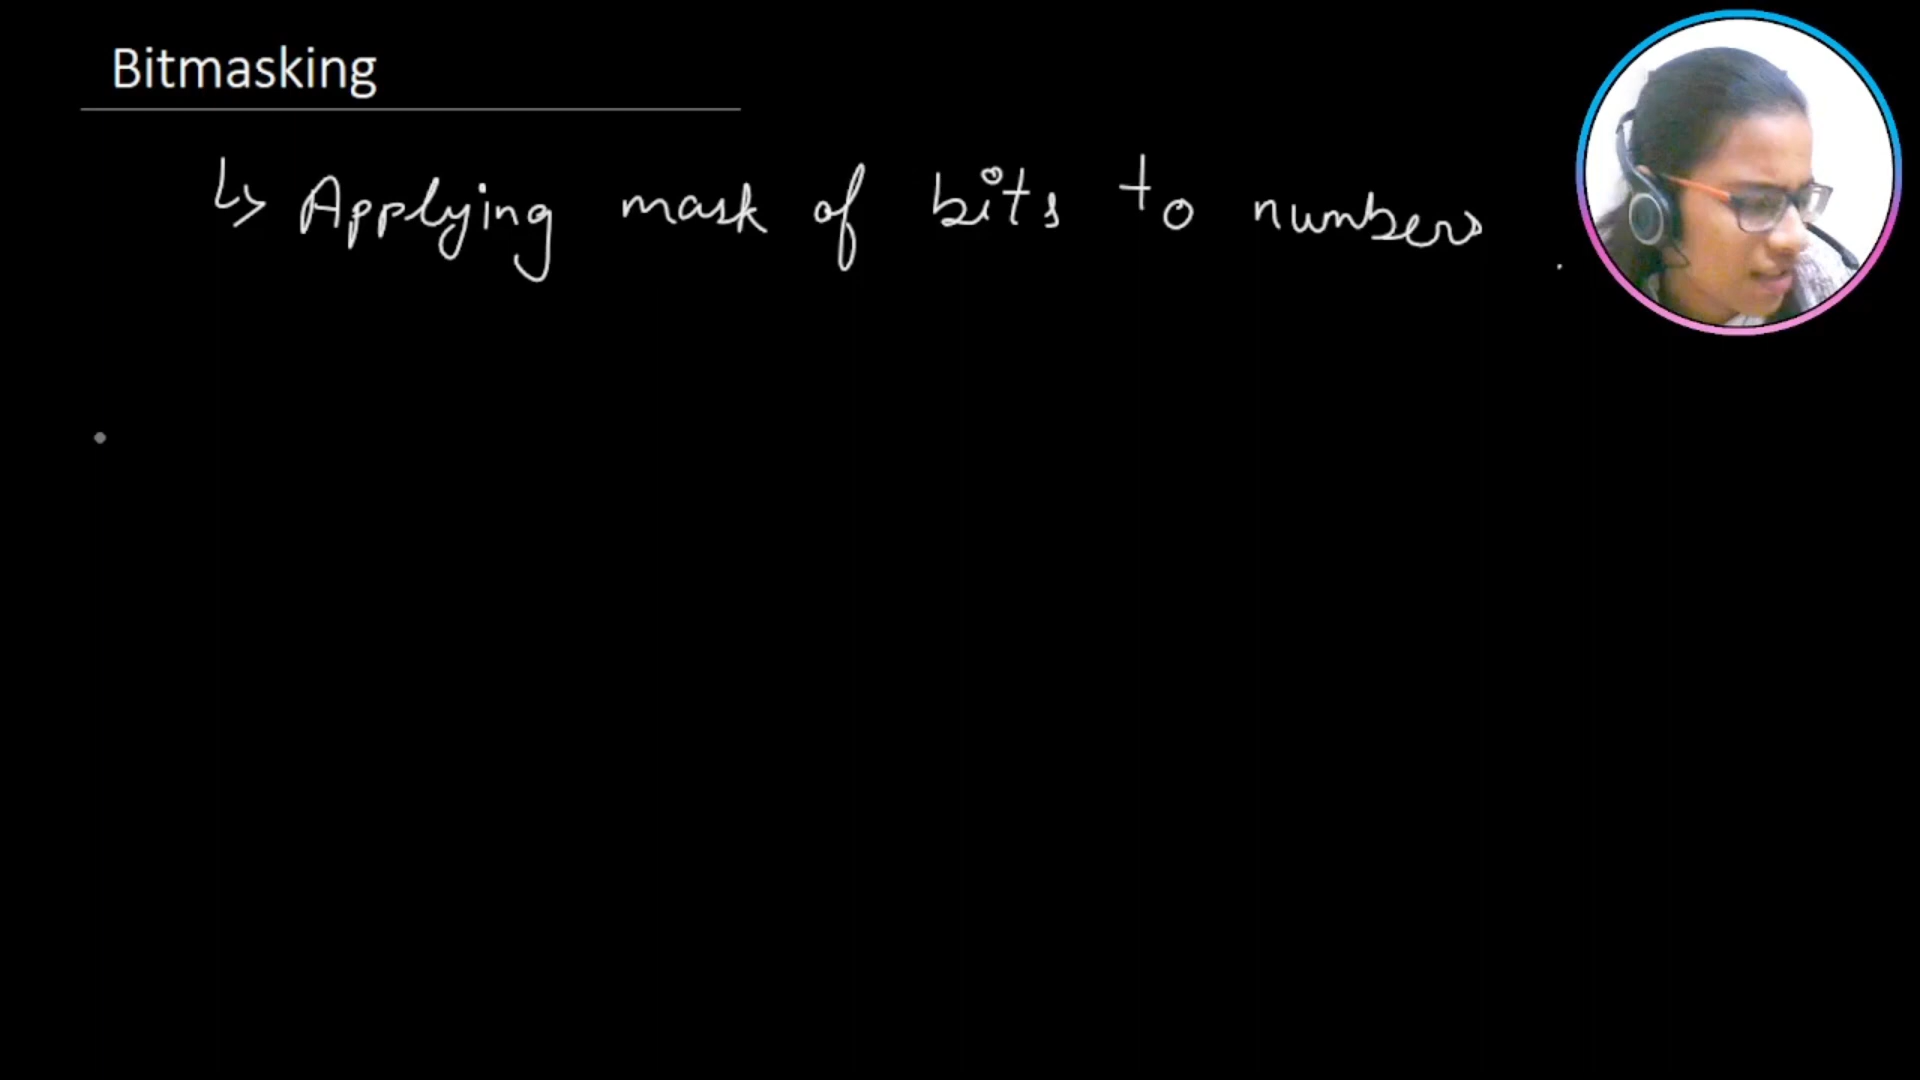 Bitmasking
↳ Applying mask of bits to numbers.